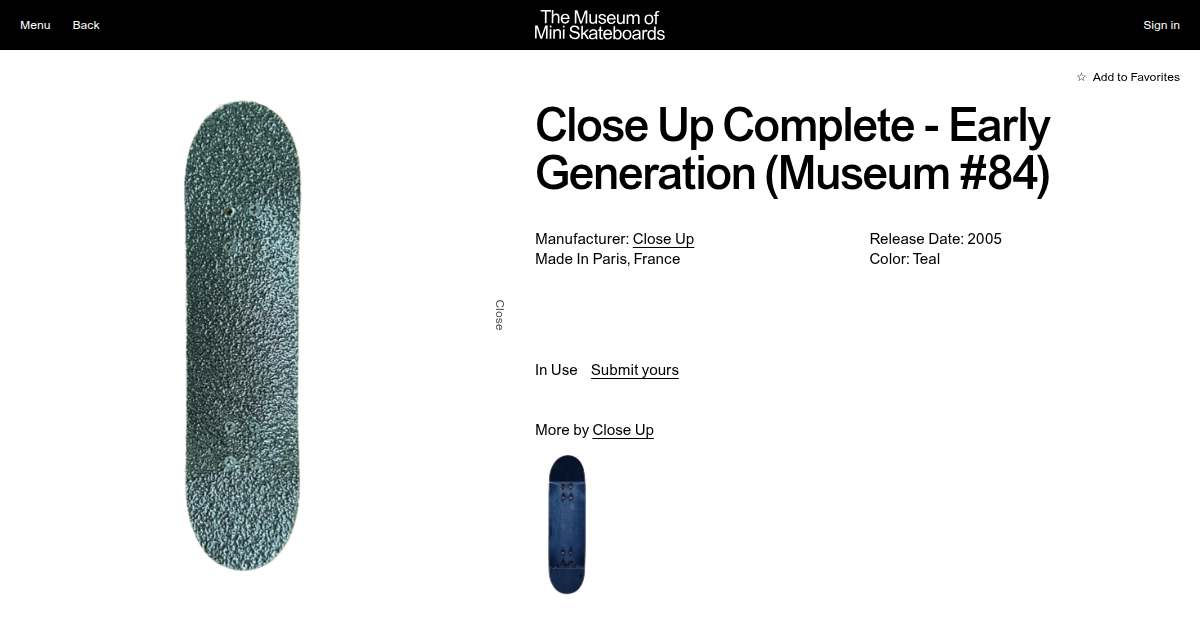 Menu
Back
The Museum of
Mini Skateboards
Sign in
☆ Add to Favorites
Close Up Complete - Early
Generation (Museum #84)
Manufacturer: Close Up
Made In Paris, France
Release Date: 2005
Color: Teal
Close
In Use
Submit yours
More by Close Up